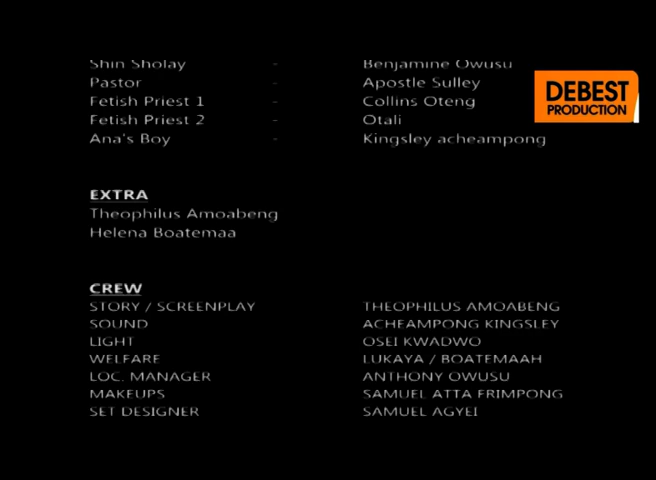 Shin Sholay - Benjamine Owusu
Pastor - Apostle Sulley
Fetish Priest 1 - Collins Oteng
Fetish Priest 2 - Otali
Ana's Boy - Kingsley acheampong
DEBEST
PRODUCTION
EXTRA
Theophilus Amoabeng
Helena Boatemaa
CREW
STORY / SCREENPLAY THEOPHILUS AMOABENG
SOUND ACHEAMPONG KINGSLEY
LIGHT OSEI KWADWO
WELFARE LUKAYA / BOATEMAAH
LOC. MANAGER ANTHONY OWUSU
MAKEUPS SAMUEL ATTA FRIMPONG
SET DESIGNER SAMUEL AGYEI